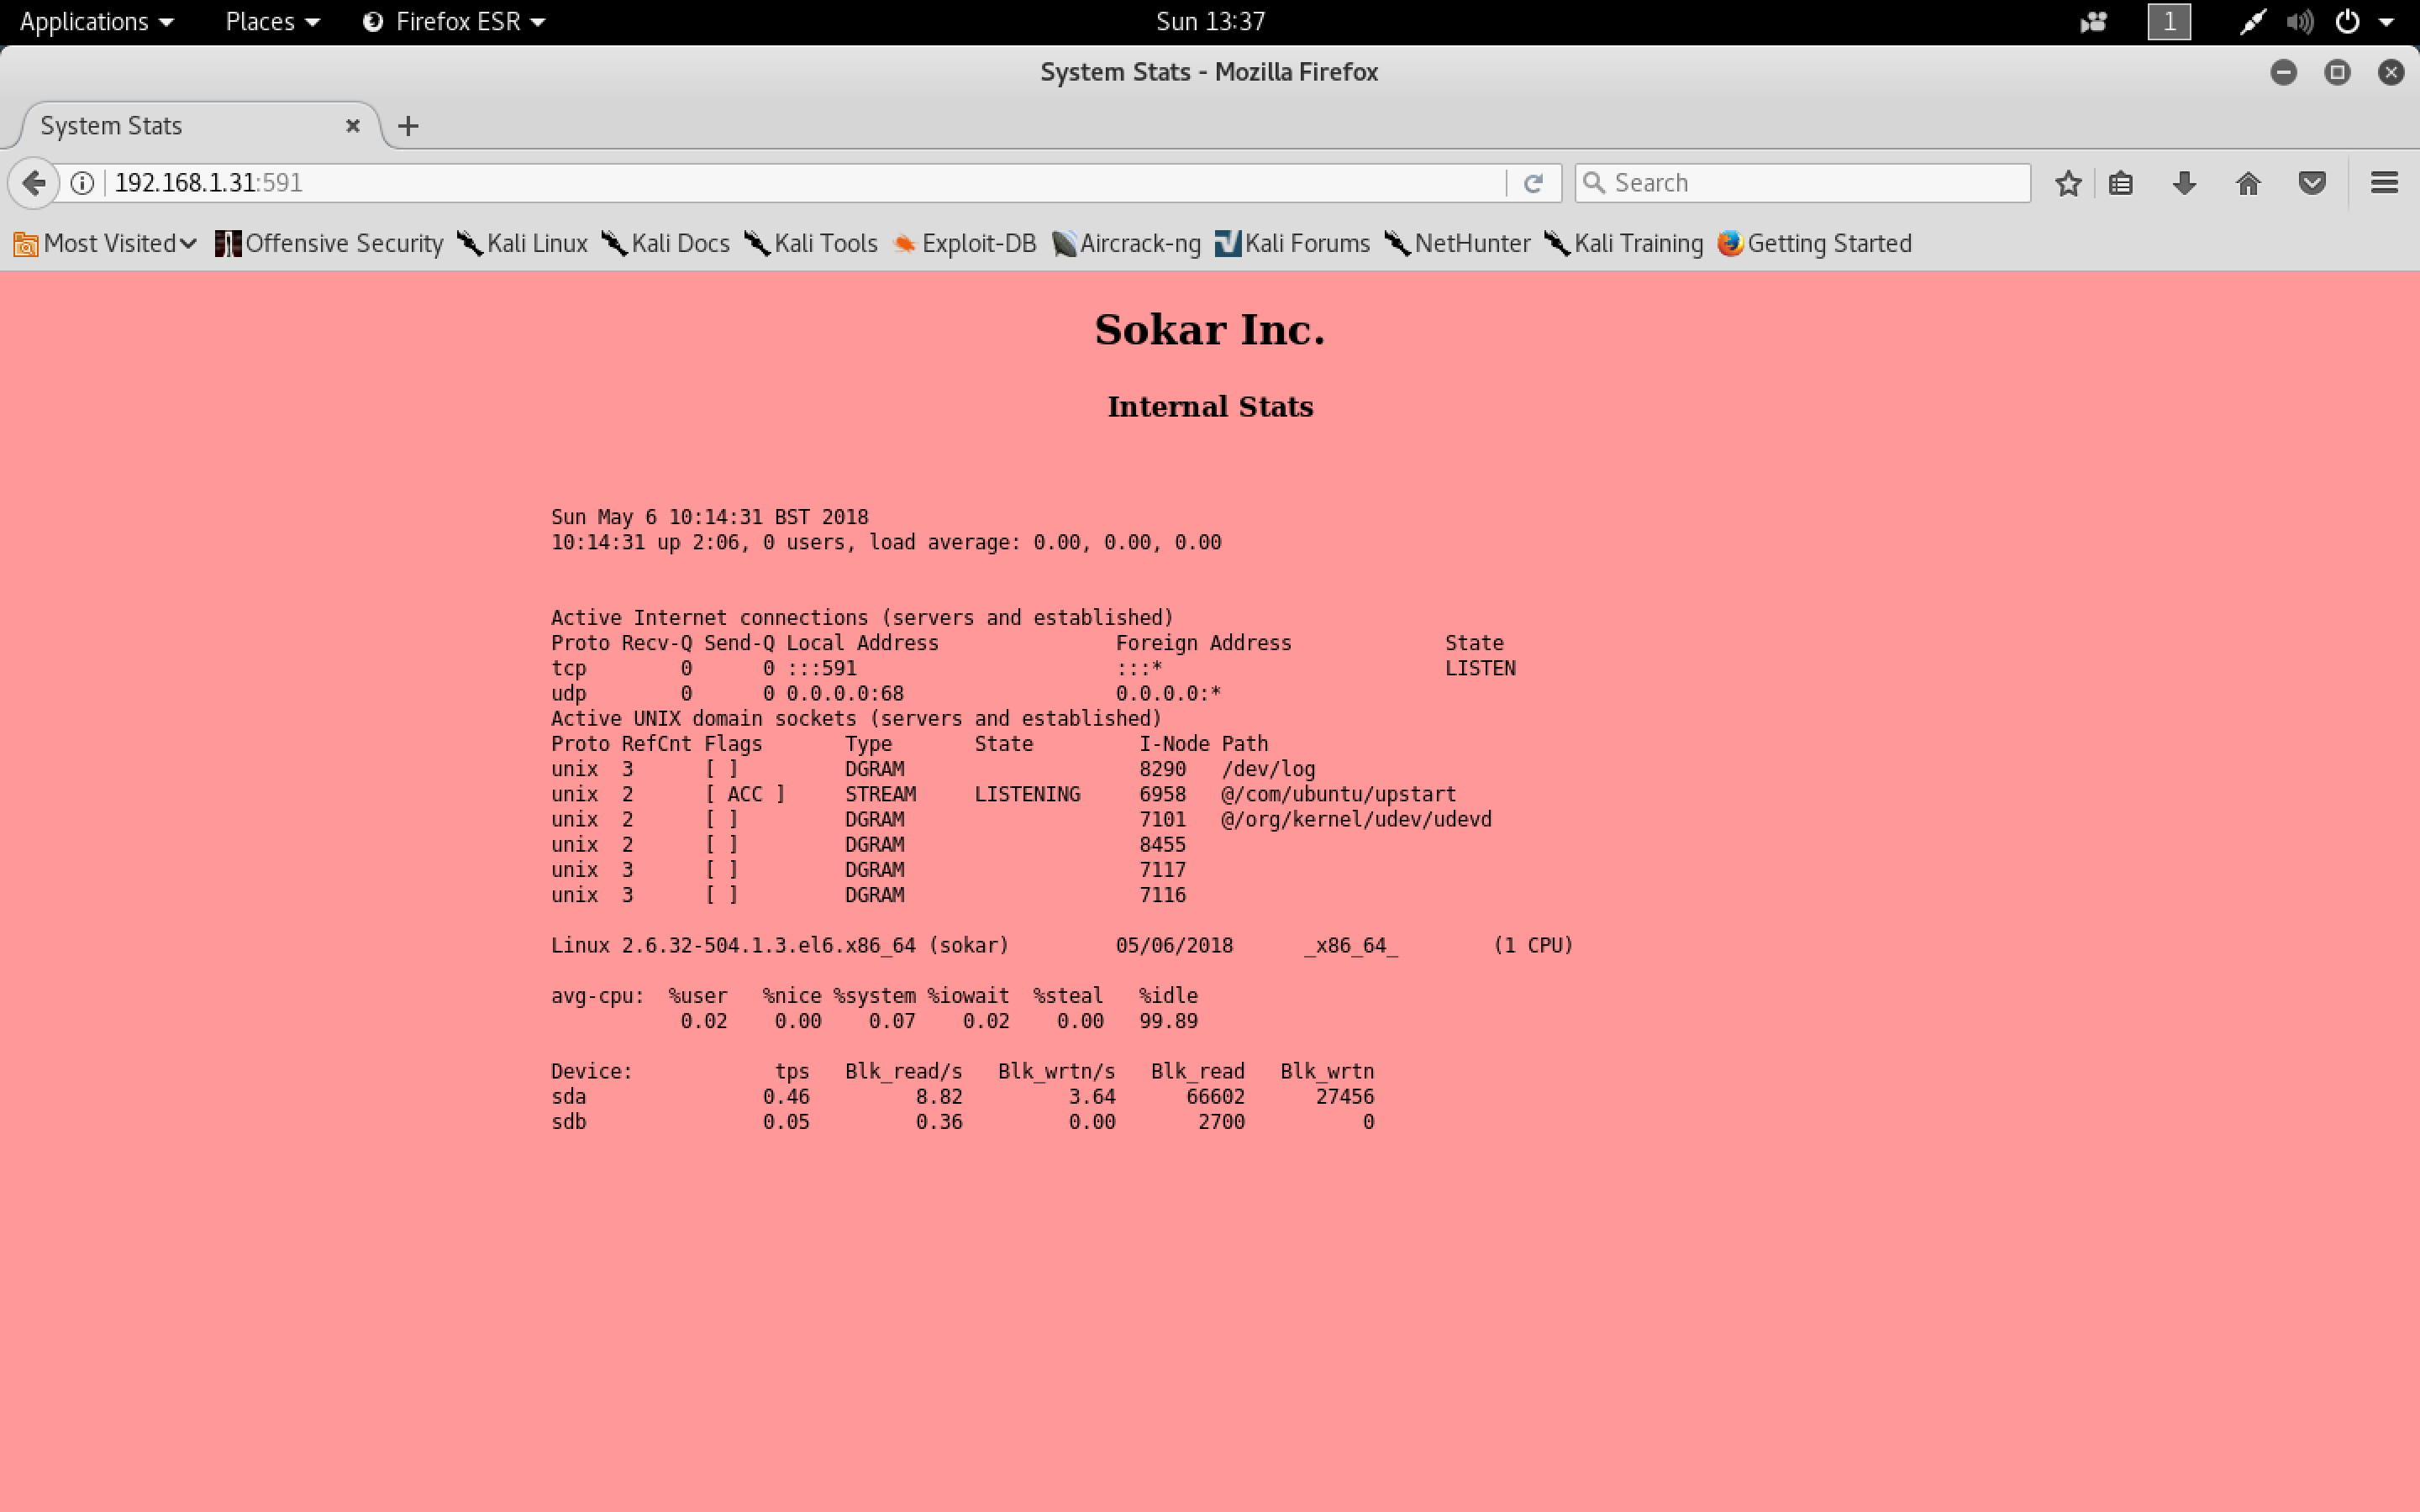 Applications Places Firefox ESR Sun 13:37 1
System Stats - Mozilla Firefox
System Stats
192.168.1.31:591 Search
Most Visited Offensive Security Kali Linux Kali Docs Kali Tools Exploit-DB Aircrack-ng Kali Forums NetHunter Kali Training Getting Started
Sokar Inc.
Internal Stats
Sun May 6 10:14:31 BST 2018
10:14:31 up 2:06, 0 users, load average: 0.00, 0.00, 0.00
Active Internet connections (servers and established)
Proto Recv-Q Send-Q Local Address Foreign Address State
tcp 0 0 :::591 :::* LISTEN
udp 0 0 0.0.0.0:68 0.0.0.0:*
Active UNIX domain sockets (servers and established)
Proto RefCnt Flags Type State I-Node Path
unix 3 [ ] DGRAM 8290 /dev/log
unix 2 [ ACC ] STREAM LISTENING 6958 @/com/ubuntu/upstart
unix 2 [ ] DGRAM 7101 @/org/kernel/udev/udevd
unix 2 [ ] DGRAM 8455
unix 3 [ ] DGRAM 7117
unix 3 [ ] DGRAM 7116
Linux 2.6.32-504.1.3.el6.x86_64 (sokar) 05/06/2018 _x86_64_ (1 CPU)
avg-cpu: %user %nice %system %iowait %steal %idle
0.02 0.00 0.07 0.02 0.00 99.89
Device: tps Blk_read/s Blk_wrtn/s Blk_read Blk_wrtn
sda 0.46 8.82 3.64 66602 27456
sdb 0.05 0.36 0.00 2700 0